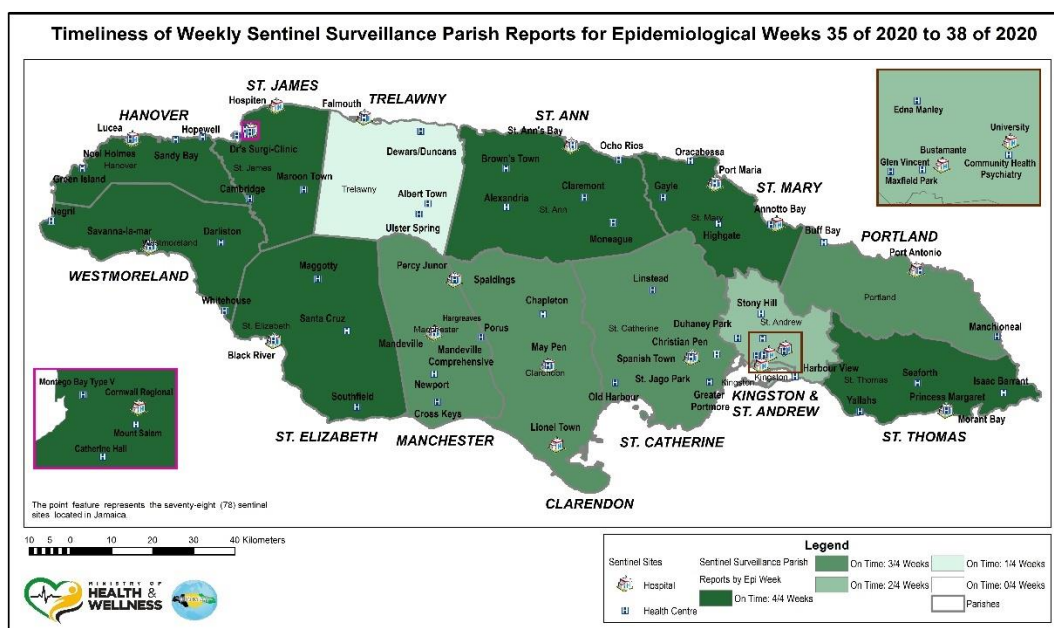 Timeliness of Weekly Sentinel Surveillance Parish Reports for Epidemiological Weeks 35 of 2020 to 38 of 2020
ST. JAMES
Hospiten
HANOVER
Lucea
Hopewell
Noel Holmes
Hanover
Sandy Bay
Green Island
Dr's Surgi-Clinic
St. James
Cambridge
Maroon Town
Falmouth
TRELAWNY
Dewars/Duncans
Trelawny
Albert Town
Ulster Spring
ST. ANN
St. Ann's Bay
Ocho Rios
Brown's Town
Alexandria
Claremont
St. Ann
Moneague
Oracabessa
Port Maria
Gayle
ST. MARY
St. Mary
Highgate
Annotto Bay
Buff Bay
PORTLAND
Port Antonio
Portland
Manchioneal
Edna Manley
University
Bustamante
Glen Vincent
Community Health
Psychiatry
Maxfield Park
Negril
Savanna-la-mar
Darliston
Westmoreland
WESTMORELAND
Whitehouse
Maggotty
St. Elizabeth
Santa Cruz
Black River
Southfield
ST. ELIZABETH
Percy Junor
Spaldings
Hargreaves
Manchester
Porus
Mandeville
Mandeville
Comprehensive
Newport
Cross Keys
MANCHESTER
Chapleton
May Pen
Clarendon
Lionel Town
CLARENDON
Linstead
St. Catherine
Christian Pen
Spanish Town
St. Jago Park
Old Harbour
Greater
Portmore
ST. CATHERINE
Stony Hill
St. Andrew
Duhaney Park
Kingston
Kingston
Harbour View
KINGSTON &
ST. ANDREW
St. Thomas
Seaforth
Isaac Barrant
Yallahs
Princess Margaret
Morant Bay
ST. THOMAS
Montego Bay Type V
Cornwall Regional
Mount Salem
Catherine Hall
The point feature represents the seventy-eight (78) sentinel
sites located in Jamaica.
10 5 0 10 20 30 40 Kilometers
MINISTRY OF
HEALTH &
WELLNESS
Legend
Sentinel Sites
Hospital
Health Centre
Sentinel Surveillance Parish
Reports by Epi Week
On Time: 4/4 Weeks
On Time: 3/4 Weeks
On Time: 2/4 Weeks
On Time: 1/4 Weeks
On Time: 0/4 Weeks
Parishes